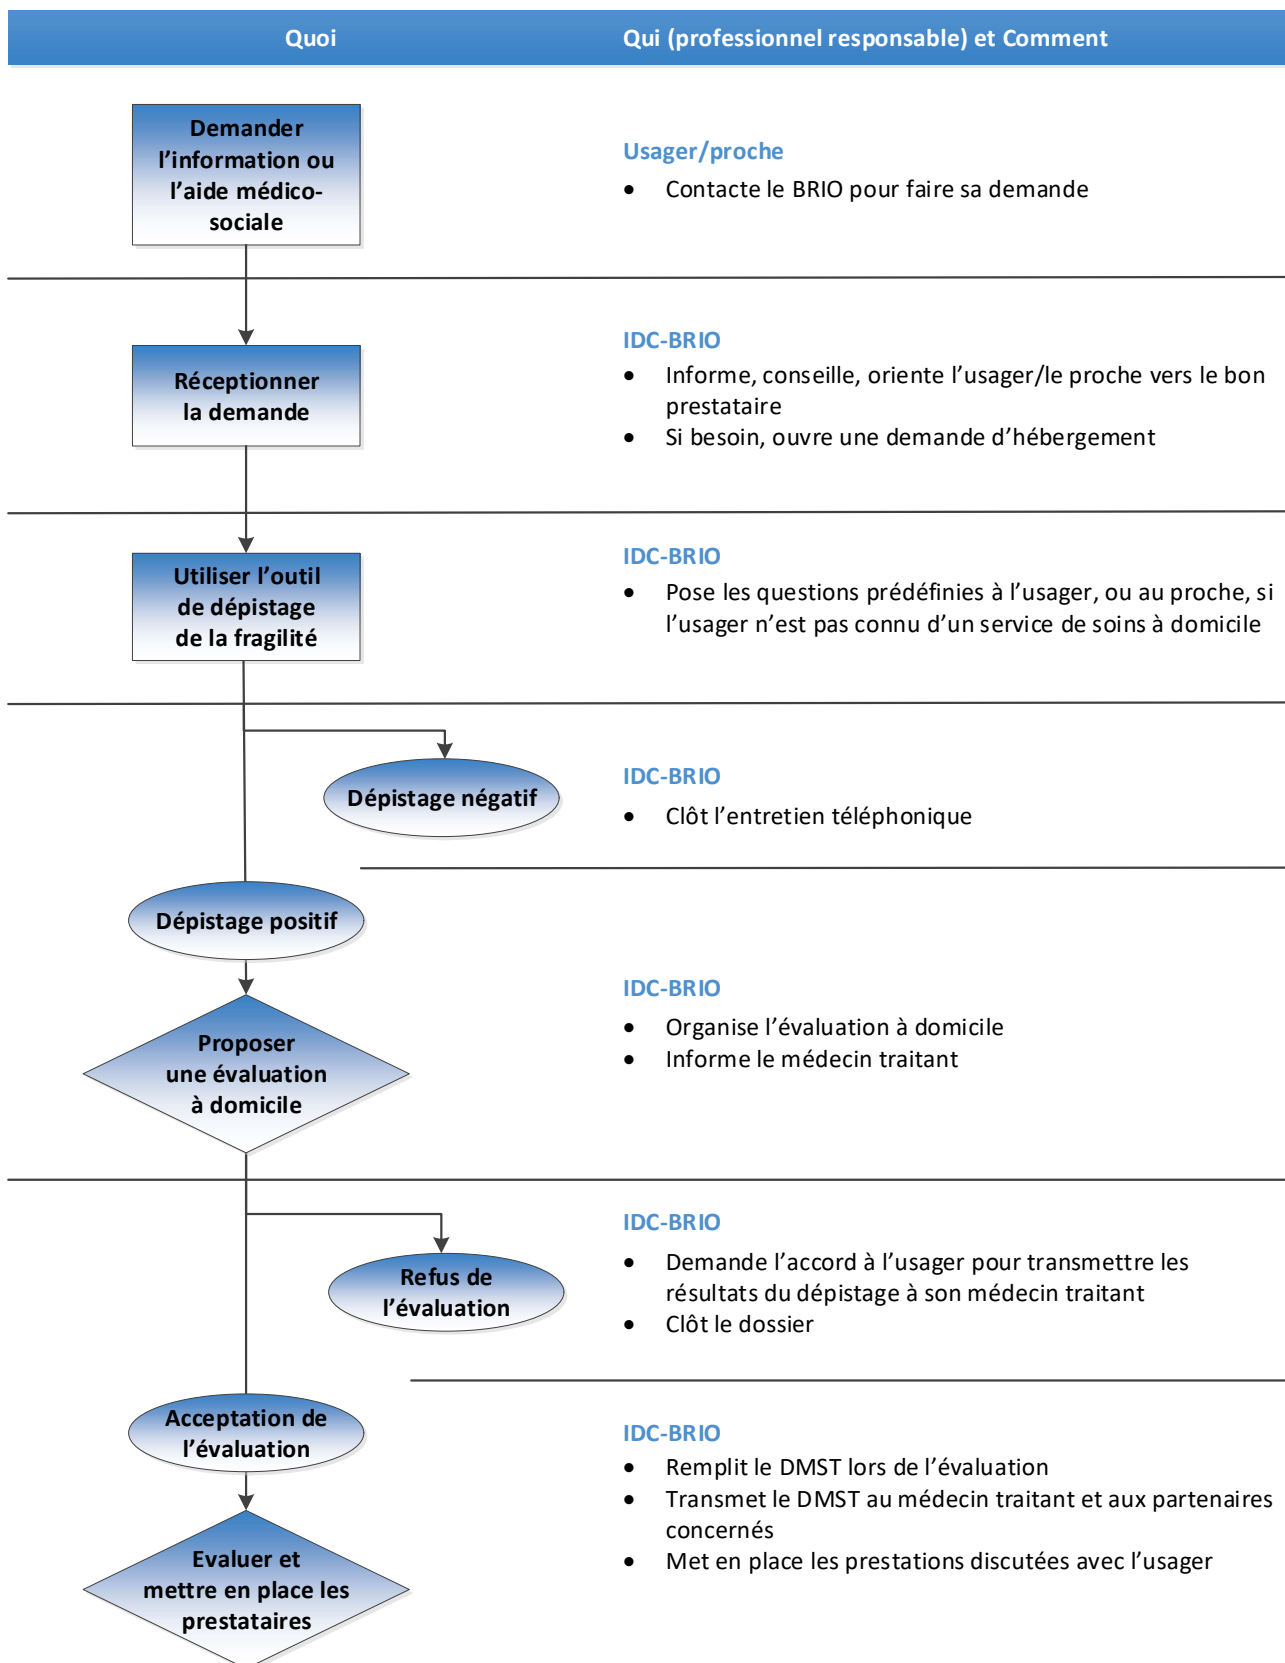 Quoi
Qui (professionnel responsable) et Comment
Demander
l’information ou
l’aide médico-
sociale
Usager/proche
• Contacte le BRIO pour faire sa demande
Réceptionner
la demande
IDC-BRIO
• Informe, conseille, oriente l’usager/le proche vers le bon
prestataire
• Si besoin, ouvre une demande d’hébergement
Utiliser l’outil
de dépistage
de la fragilité
IDC-BRIO
• Pose les questions prédéfinies à l’usager, ou au proche, si
l’usager n’est pas connu d’un service de soins à domicile
Dépistage négatif
IDC-BRIO
• Clôt l’entretien téléphonique
Dépistage positif
Proposer
une évaluation
à domicile
IDC-BRIO
• Organise l’évaluation à domicile
• Informe le médecin traitant
Refus de
l’évaluation
IDC-BRIO
• Demande l’accord à l’usager pour transmettre les
résultats du dépistage à son médecin traitant
• Clôt le dossier
Acceptation de
l’évaluation
Evaluer et
mettre en place les
prestataires
IDC-BRIO
• Remplit le DMST lors de l’évaluation
• Transmet le DMST au médecin traitant et aux partenaires
concernés
• Met en place les prestations discutées avec l’usager